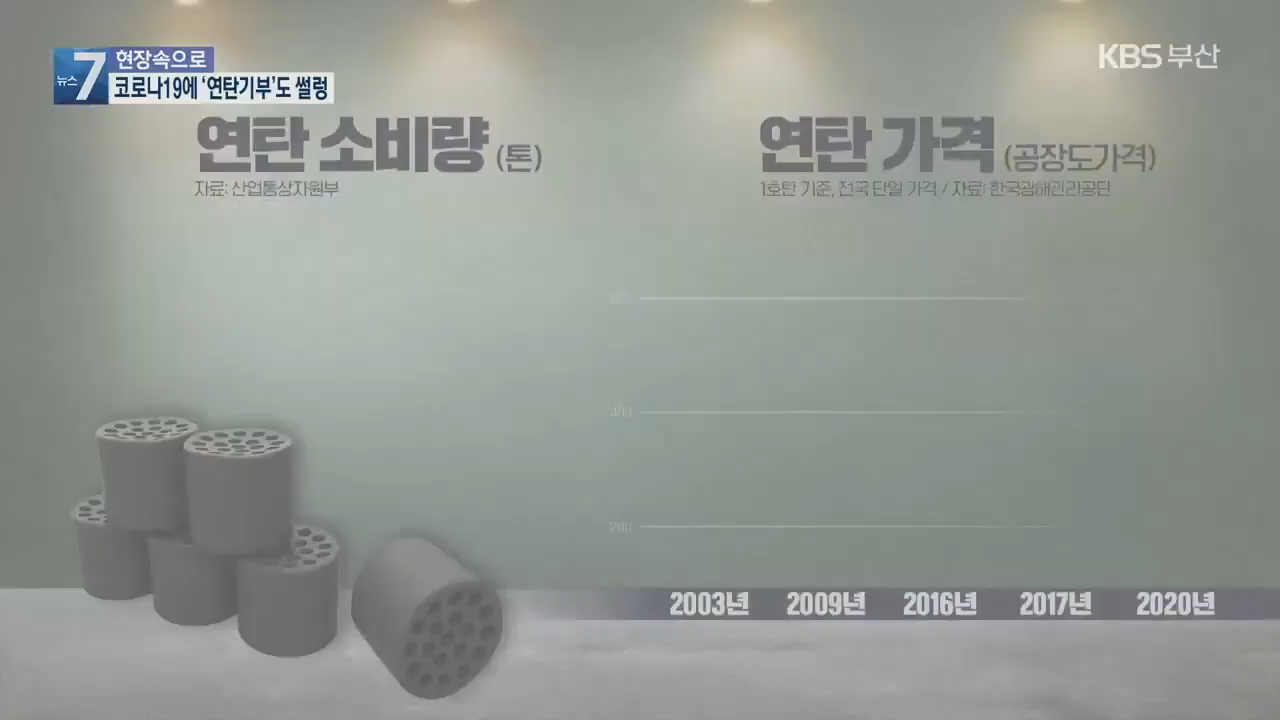 뉴스 7
현장속으로
코로나19에 ‘연탄기부’도 썰렁
KBS 부산
연탄 소비량 (톤)
자료: 산업통상자원부
연탄 가격 (공장도가격)
1호탄 기준, 전국 단일 가격 / 자료: 한국광해관리공단
400
200
2003년 2009년 2016년 2017년 2020년